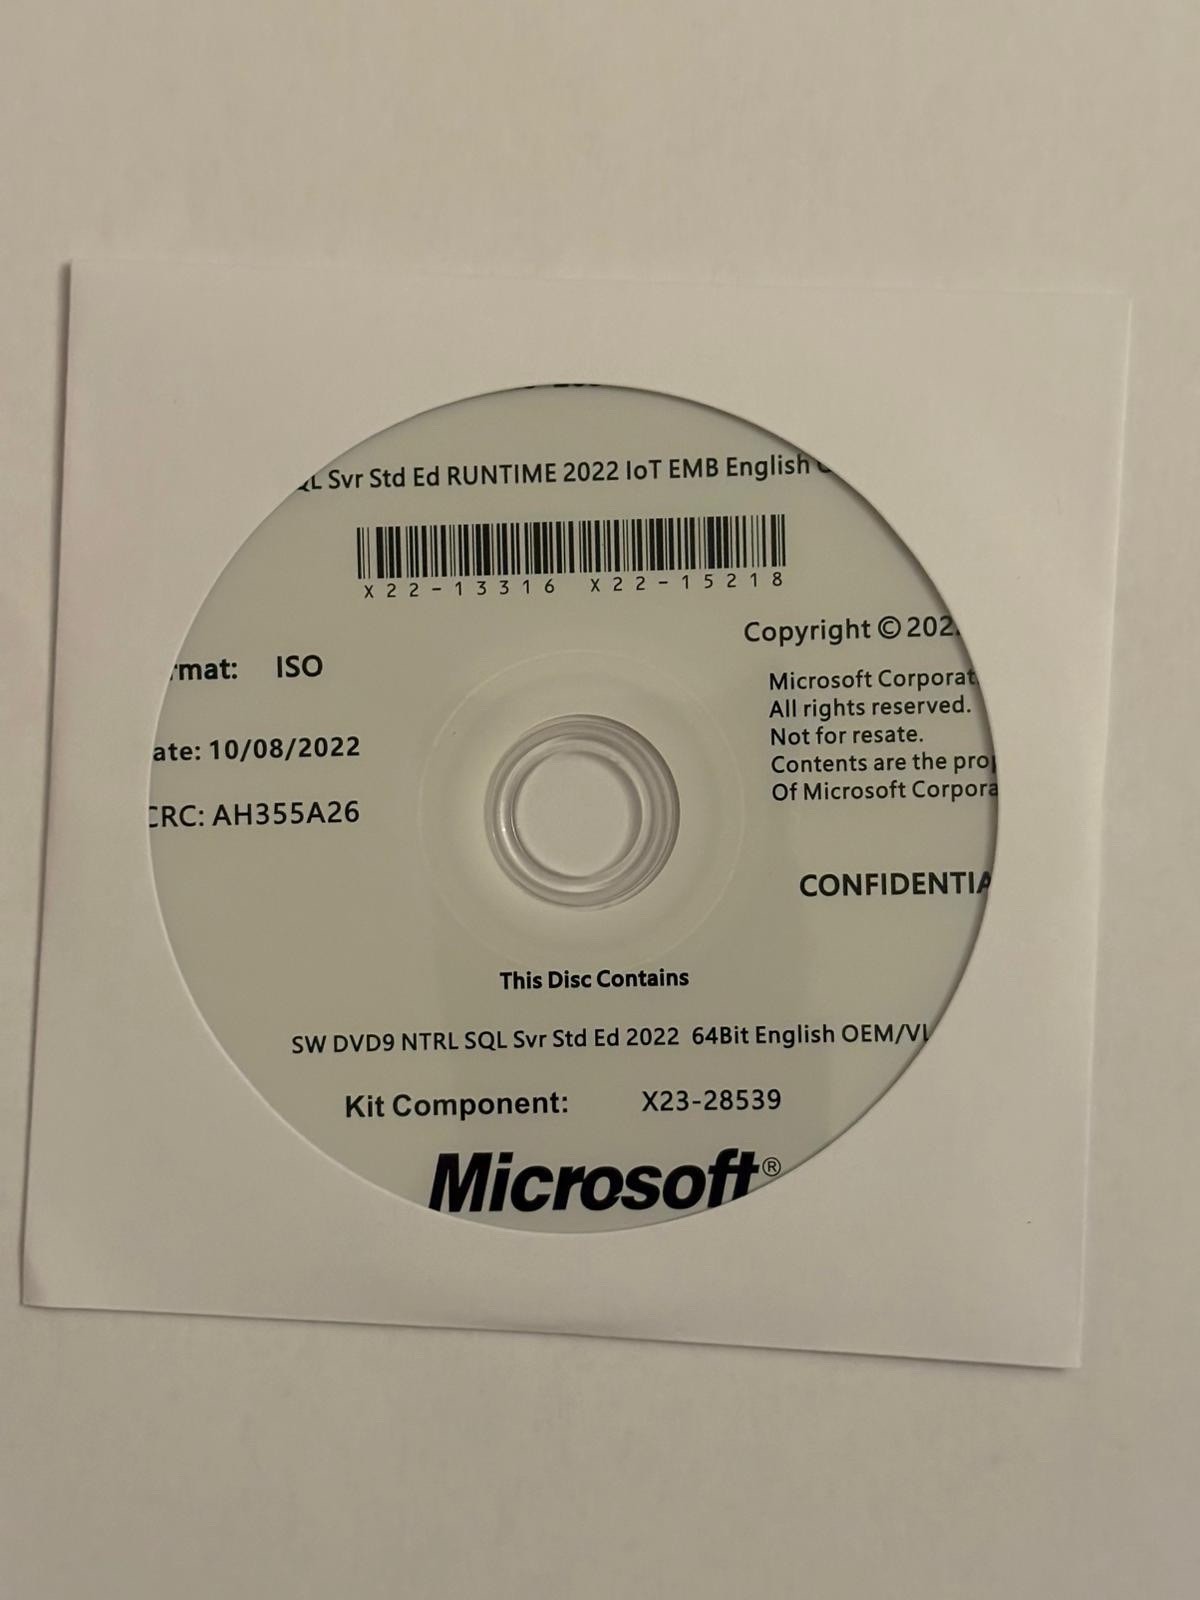 Svr Std Ed RUNTIME 2022 IoT EMB English
X22-13316 X22-15218
Copyright © 202
rmat: ISO
Microsoft Corporat
All rights reserved.
ate: 10/08/2022
Not for resate.
Contents are the pro
CRC: AH355A26
Of Microsoft Corpora
CONFIDENTIA
This Disc Contains
SW DVD9 NTRL SQL Svr Std Ed 2022 64Bit English OEM/VL
Kit Component: X23-28539
Microsoft®